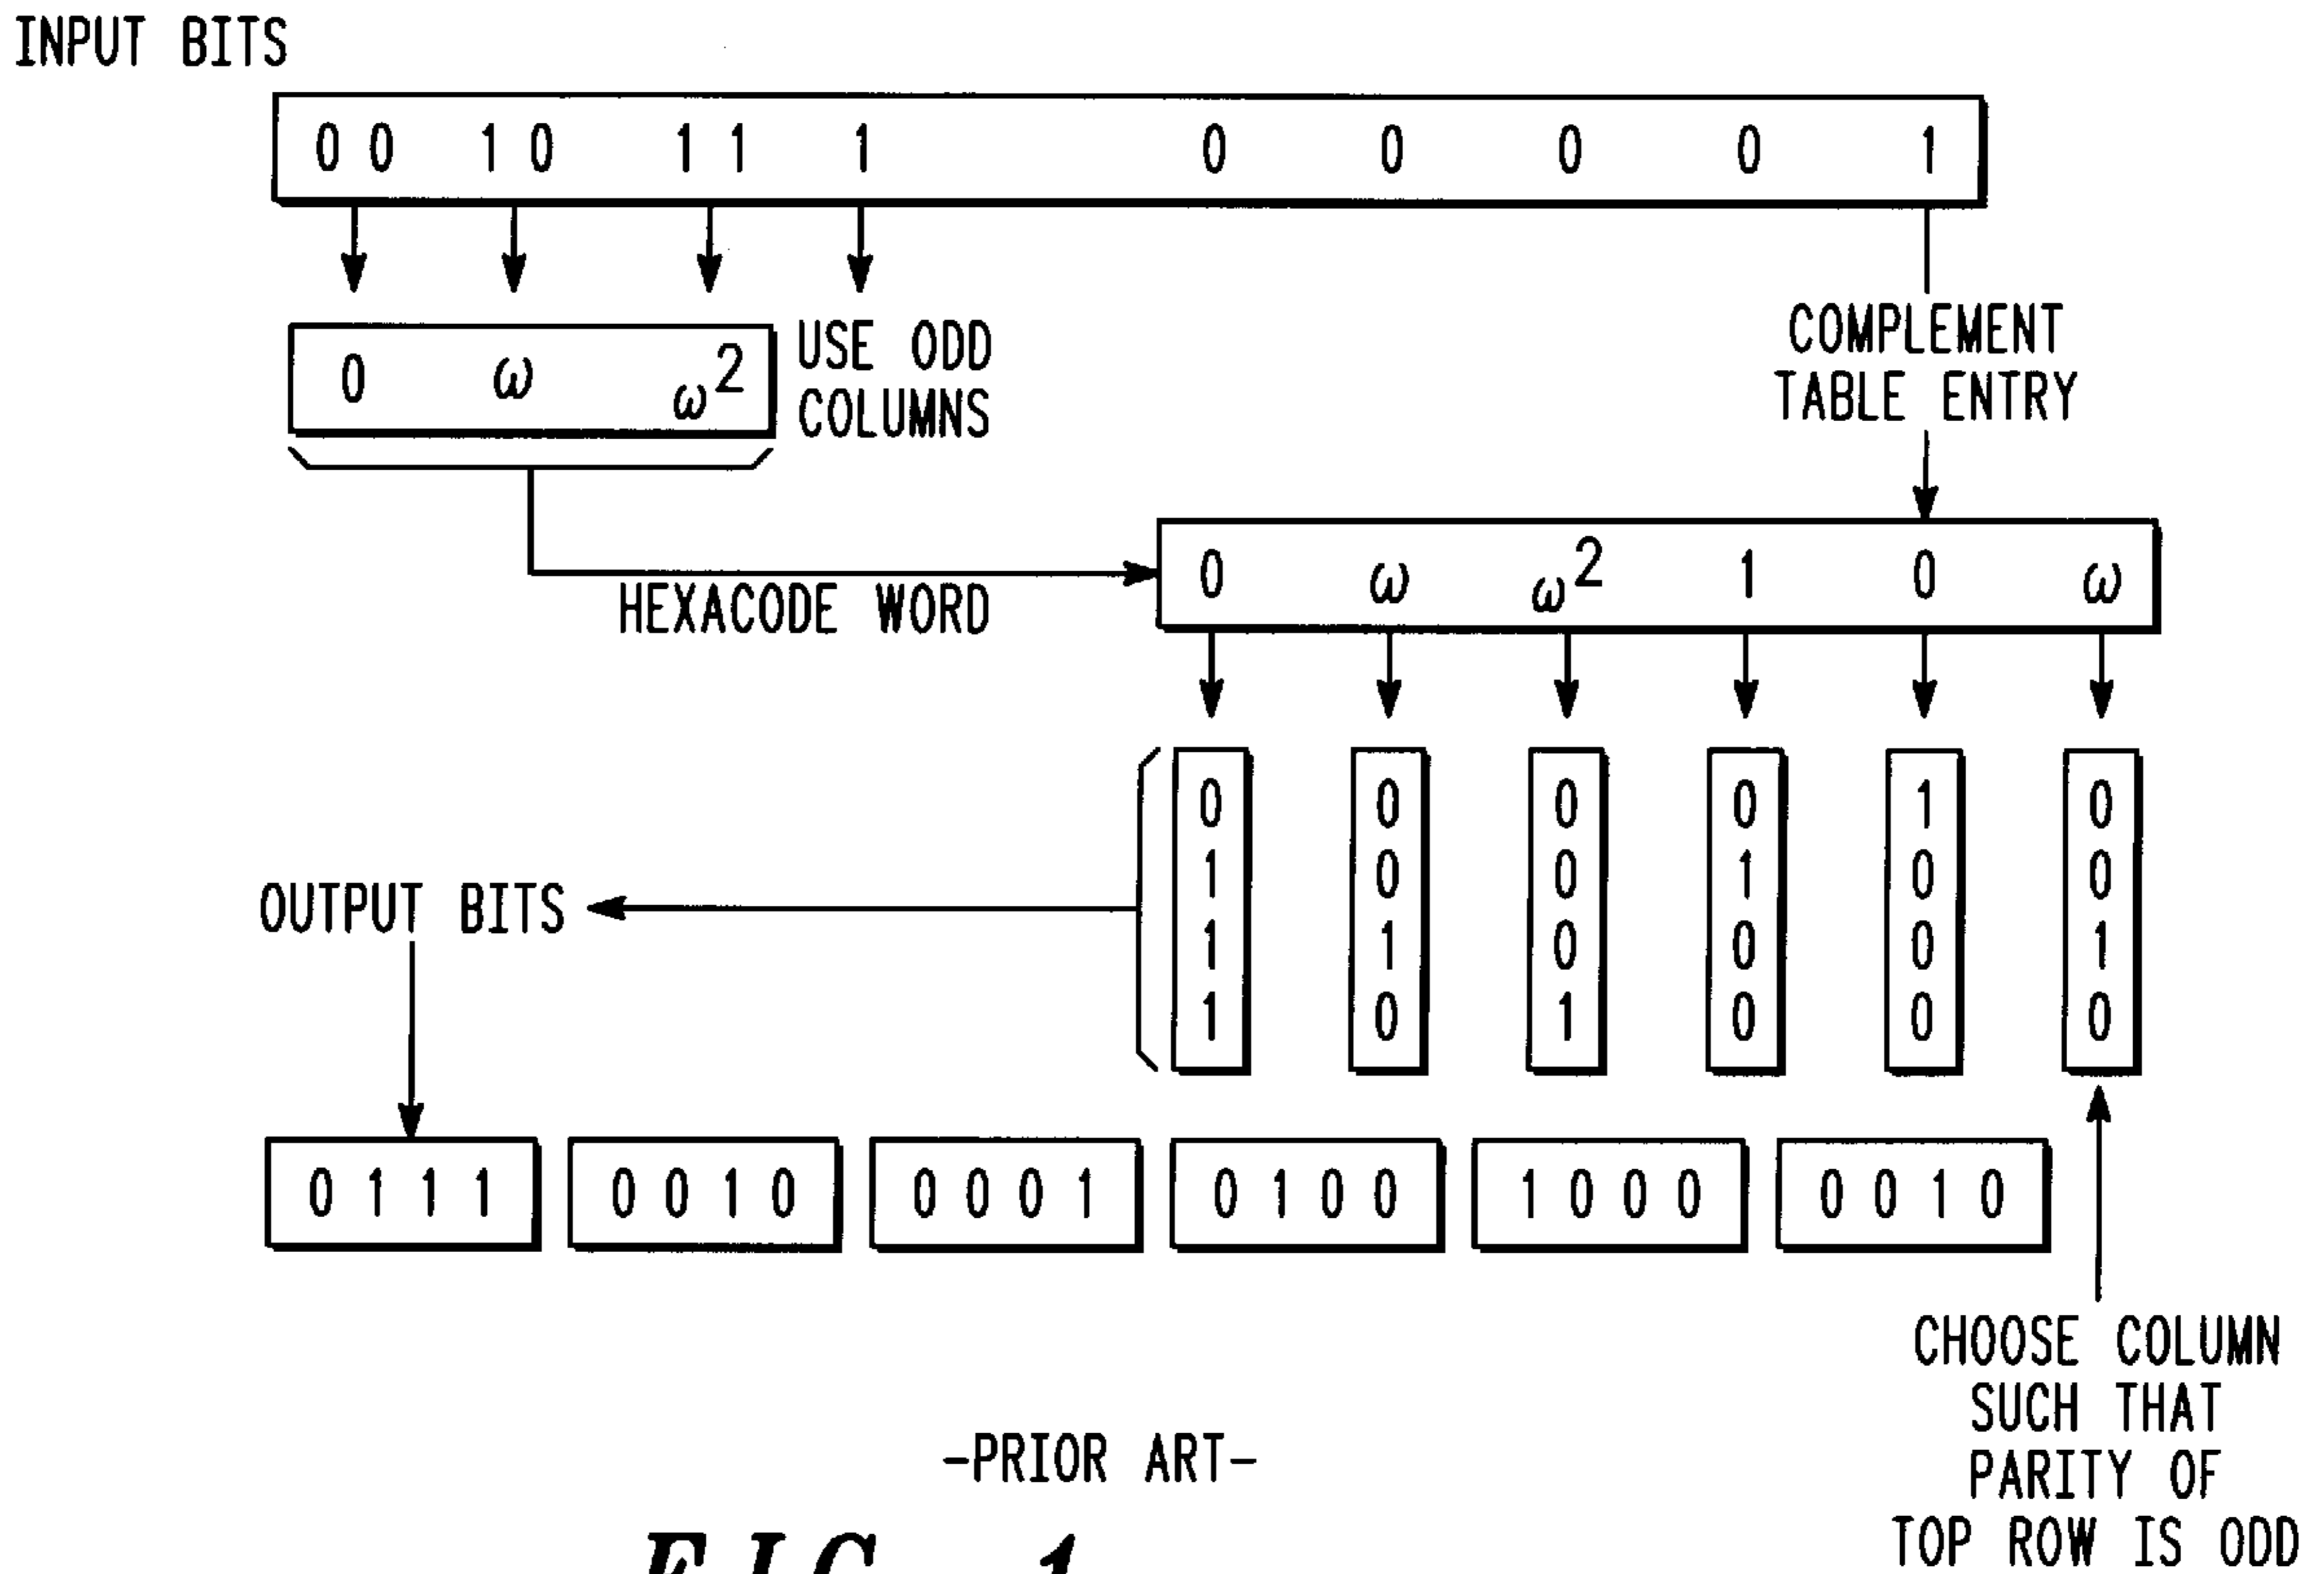 INPUT BITS
0 0 1 0 1 1 1 0 0 0 0 1
0 ω ω²
USE ODD
COLUMNS
COMPLEMENT
TABLE ENTRY
HEXACODE WORD
0 ω ω² 1 0 ω
0 0 0 0 1 0
1 0 0 1 0 0
1 1 0 0 0 1
1 0 1 0 0 0
OUTPUT BITS
0 1 1 1 0 0 1 0 0 0 0 1 0 1 0 0 1 0 0 0 0 0 1 0
CHOOSE COLUMN
SUCH THAT
PARITY OF
TOP ROW IS ODD
-PRIOR ART-
FIG. 1